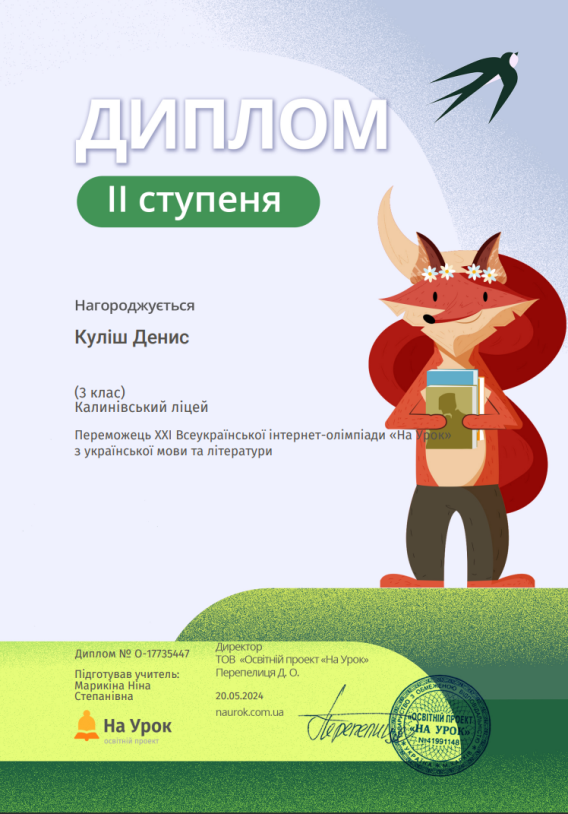 ДИПЛОМ
ІІ ступеня
Нагороджується
Куліш Денис
(3 клас)
Калинівський ліцей
Переможець XXI Всеукраїнської інтернет-олімпіади «На Урок»
з української мови та літератури
Диплом № О-17735447
Підготував учитель:
Марикіна Ніна
Степанівна
На Урок
освітній проект
Директор
ТОВ «Освітній проект «На Урок»
Перепелиця Д. О.
20.05.2024
naurok.com.ua
«ОСВІТНІЙ ПРОЕКТ
«НА УРОК»
№41991148